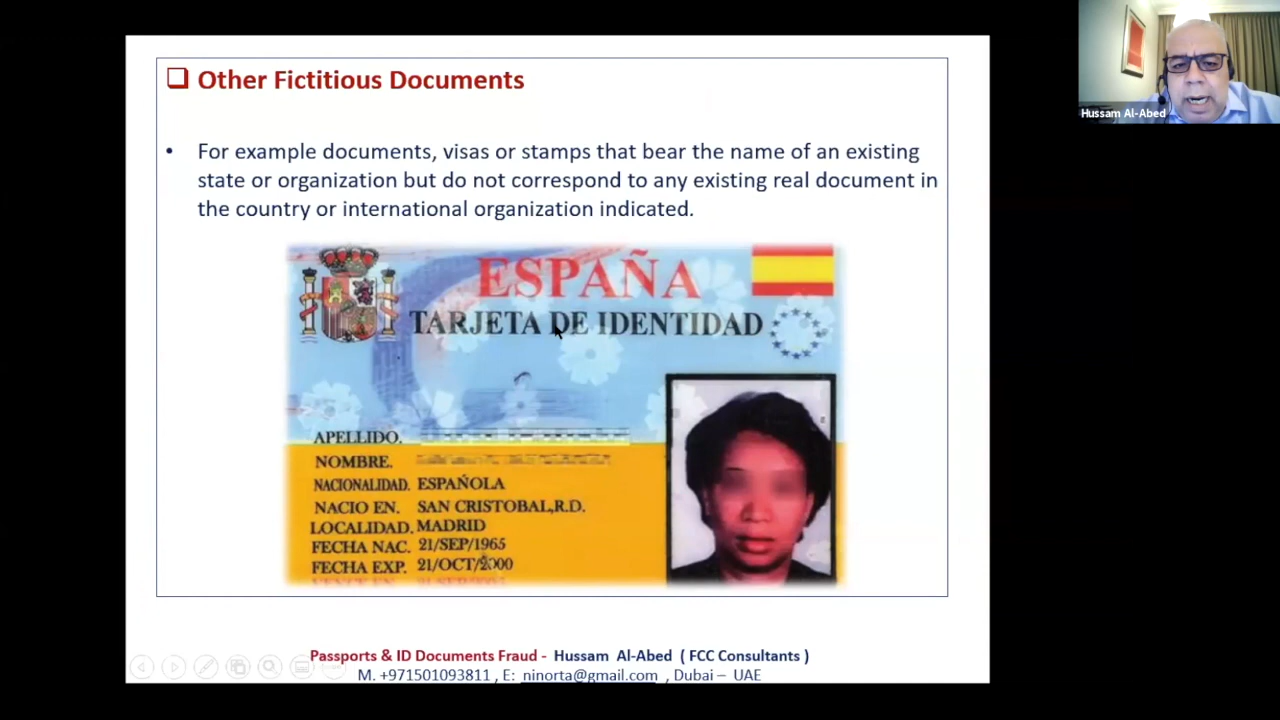 Other Fictitious Documents
• For example documents, visas or stamps that bear the name of an existing
state or organization but do not correspond to any existing real document in
the country or international organization indicated.
ESPAÑA
TARJETA DE IDENTIDAD
APELLIDO.
NOMBRE.
NACIONALIDAD. ESPAÑOLA
NACIO EN. SAN CRISTOBAL,R.D.
LOCALIDAD. MADRID
FECHA NAC. 21/SEP/1965
FECHA EXP. 21/OCT/2000
Passports & ID Documents Fraud - Hussam Al-Abed ( FCC Consultants )
M. +971501093811 , E: ninorta@gmail.com , Dubai – UAE
Hussam Al-Abed